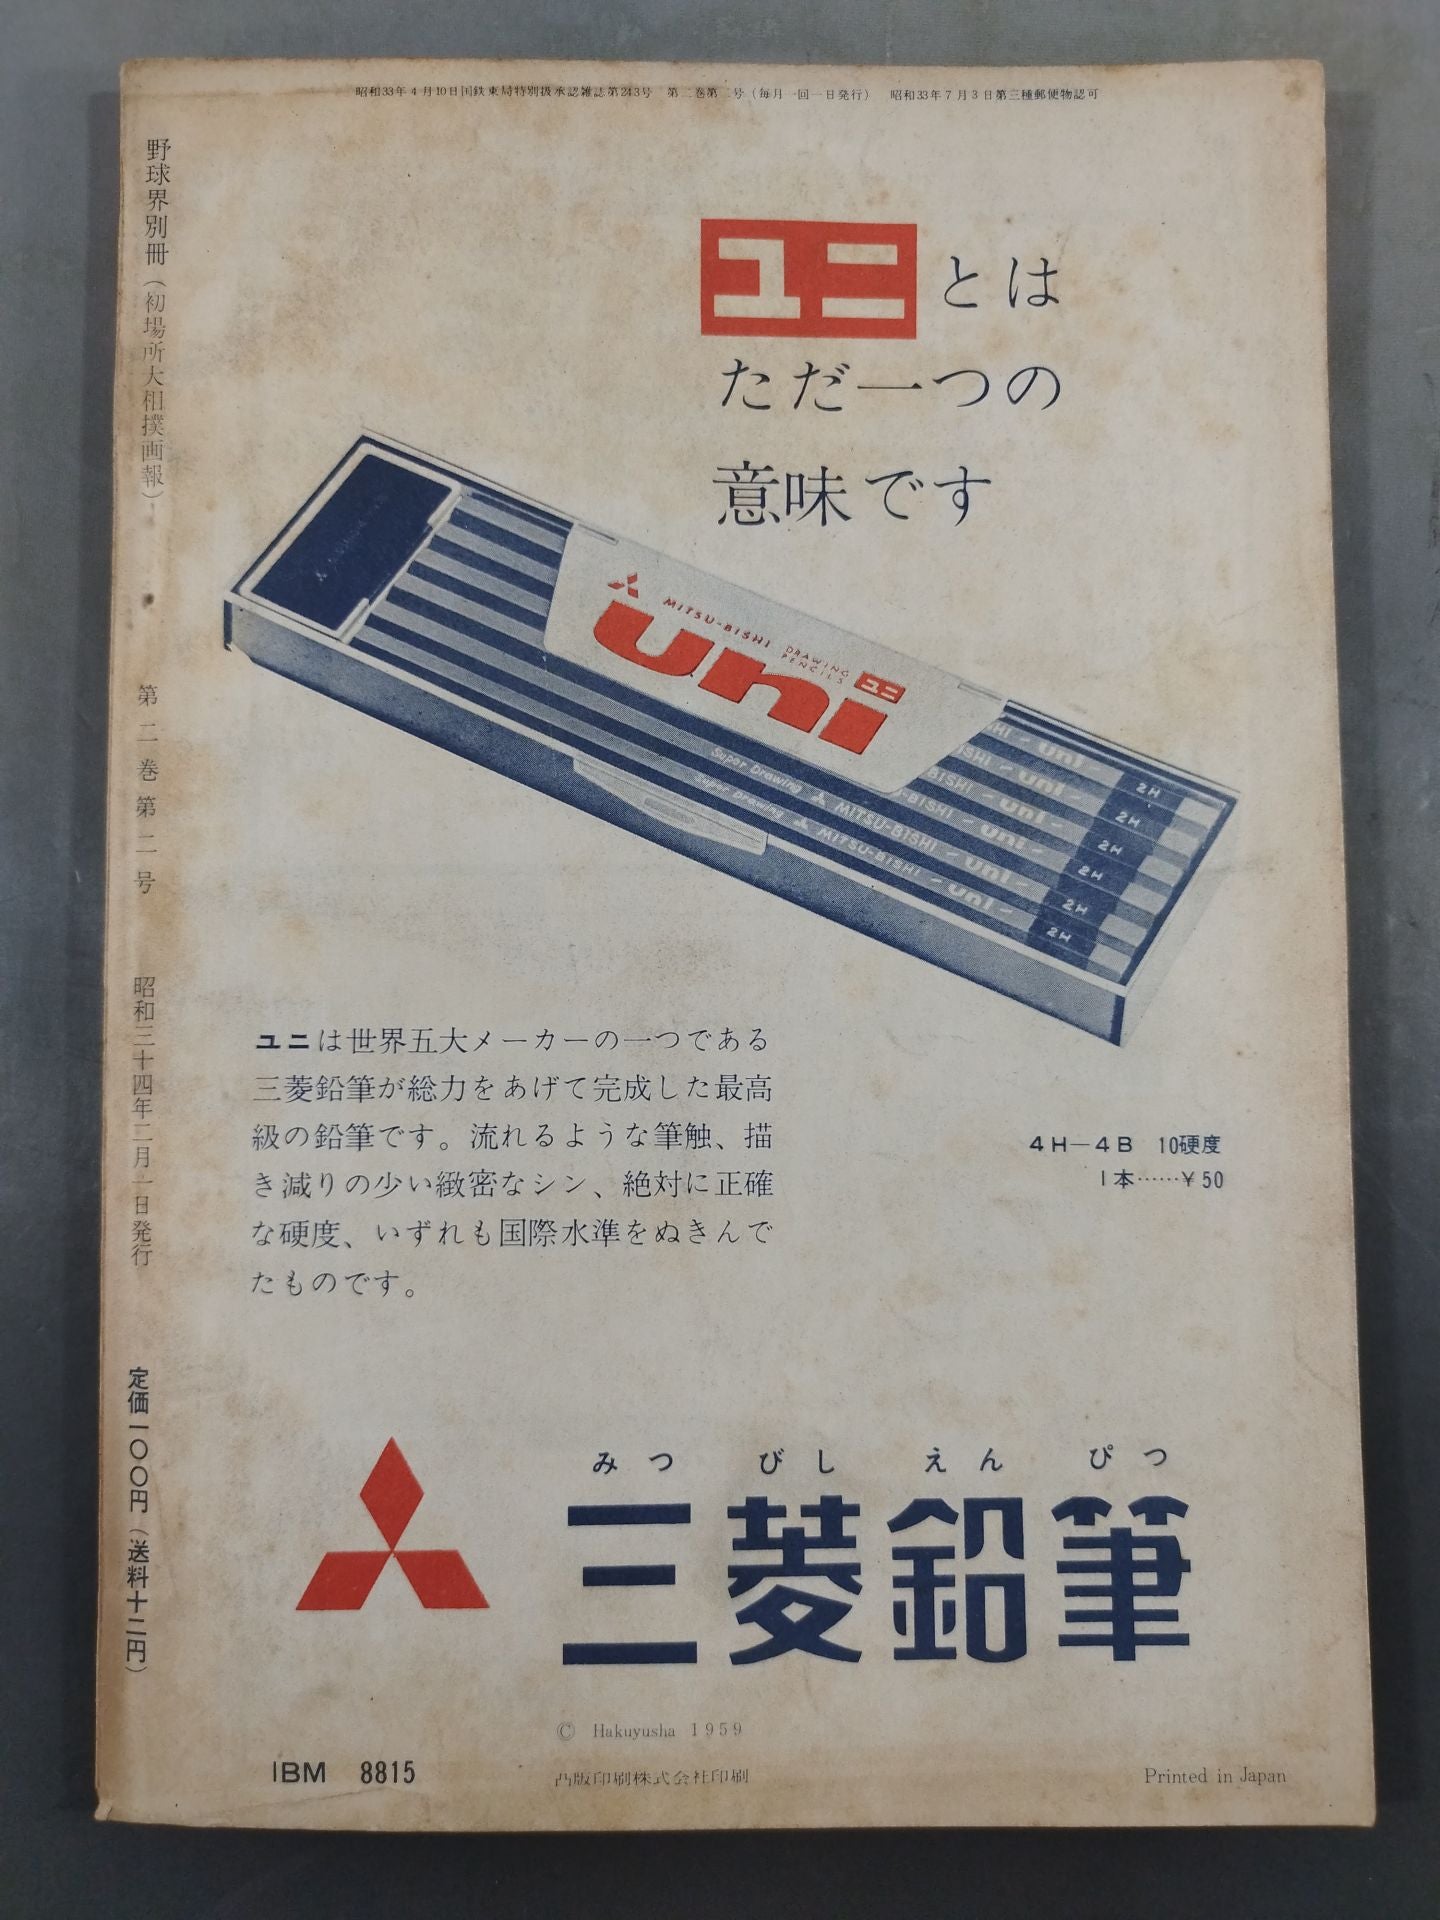 昭和33年4月10日国鉄東局特別扱承認雑誌第243号 第二巻第二号(毎月一回一日発行) 昭和33年7月3日第三種郵便物認可
野球界別冊(初場所大相撲画報) 第二巻第二号 昭和三十四年二月一日発行 定価一〇〇円(送料十二円)
ユニとは
ただ一つの
意味です
MITSU-BISHI DRAWING PENCILS ユニ
uni
HI - uni - 2H
BISHI - uni - 2H
BISHI - uni - 2H
-BISHI - uni - 2H
Super Drawing MITSU-BISHI - uni - 2H
Super Drawing MITSU-BISHI - uni - 2H
ユニは世界五大メーカーの一つである
三菱鉛筆が総力をあげて完成した最高
級の鉛筆です。流れるような筆触、描
き減りの少い緻密なシン、絶対に正確
な硬度、いずれも国際水準をぬきんで
たものです。
4H—4B 10硬度
1本……¥50
みつ びし えん ぴつ
三菱鉛筆
© Hakuyusha 1959
IBM 8815
凸版印刷株式会社印刷
Printed in Japan